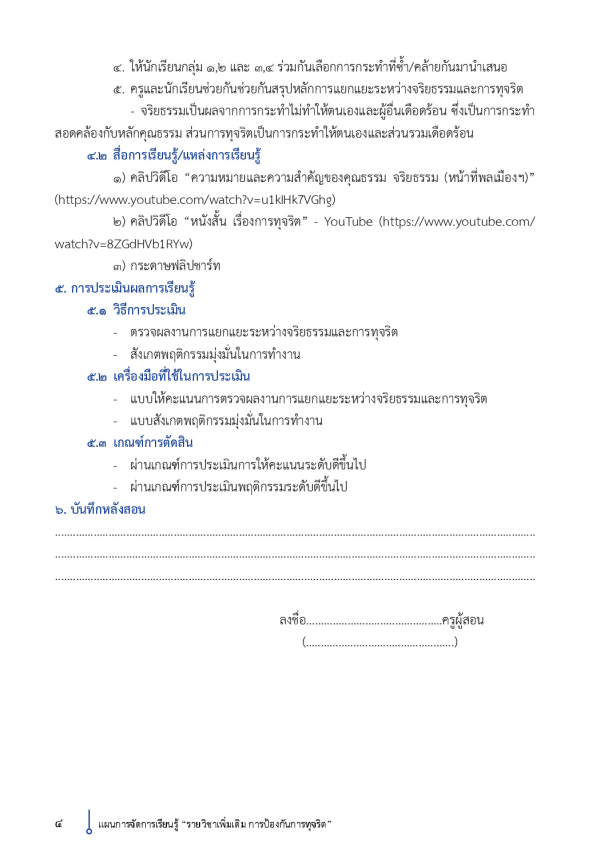 ๔. ให้นักเรียนกลุ่ม ๑,๒ และ ๓,๔ ร่วมกันเลือกการกระทำที่ซ้ำ/คล้ายกันมานำเสนอ
๕. ครูและนักเรียนช่วยกันช่วยกันสรุปหลักการแยกแยะระหว่างจริยธรรมและการทุจริต
- จริยธรรมเป็นผลจากการกระทำไม่ทำให้ตนเองและผู้อื่นเดือดร้อน ซึ่งเป็นการกระทำ
สอดคล้องกับหลักคุณธรรม ส่วนการทุจริตเป็นการกระทำให้ตนเองและส่วนรวมเดือดร้อน
๔.๒ สื่อการเรียนรู้/แหล่งการเรียนรู้
๑) คลิปวิดีโอ “ความหมายและความสำคัญของคุณธรรม จริยธรรม (หน้าที่พลเมืองฯ)”
(https://www.youtube.com/watch?v=u1kIHk7VGhg)
๒) คลิปวิดีโอ “หนังสั้น เรื่องการทุจริต” - YouTube (https://www.youtube.com/
watch?v=8ZGdHVb1RYw)
๓) กระดาษฟลิปชาร์ท
๕. การประเมินผลการเรียนรู้
๕.๑ วิธีการประเมิน
- ตรวจผลงานการแยกแยะระหว่างจริยธรรมและการทุจริต
- สังเกตพฤติกรรมมุ่งมั่นในการทำงาน
๕.๒ เครื่องมือที่ใช้ในการประเมิน
- แบบให้คะแนนการตรวจผลงานการแยกแยะระหว่างจริยธรรมและการทุจริต
- แบบสังเกตพฤติกรรมมุ่งมั่นในการทำงาน
๕.๓ เกณฑ์การตัดสิน
- ผ่านเกณฑ์การประเมินการให้คะแนนระดับดีขึ้นไป
- ผ่านเกณฑ์การประเมินพฤติกรรมระดับดีขึ้นไป
๖. บันทึกหลังสอน
................................................................................................................................................
................................................................................................................................................
................................................................................................................................................
ลงชื่อ..............................................ครูผู้สอน
(..................................................)
๔ แผนการจัดการเรียนรู้ “รายวิชาเพิ่มเติม การป้องกันการทุจริต”